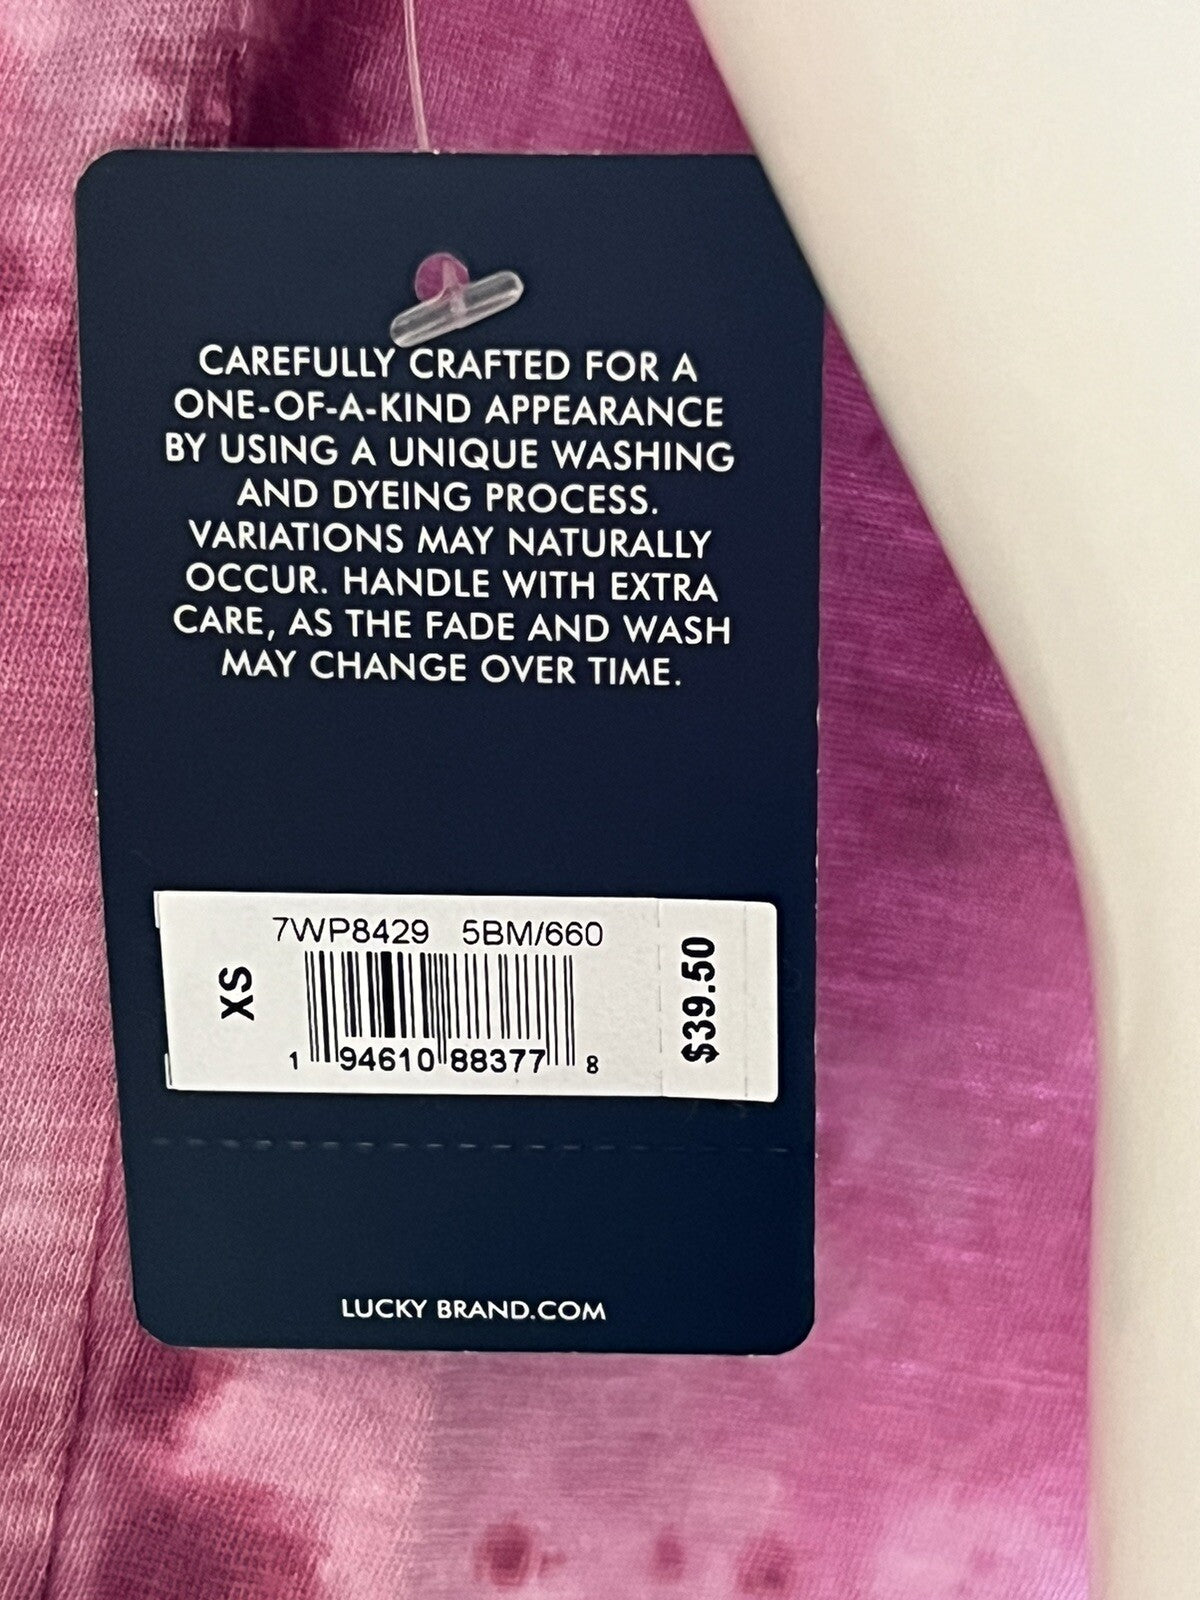 CAREFULLY CRAFTED FOR A
ONE-OF-A-KIND APPEARANCE
BY USING A UNIQUE WASHING
AND DYEING PROCESS.
VARIATIONS MAY NATURALLY
OCCUR. HANDLE WITH EXTRA
CARE, AS THE FADE AND WASH
MAY CHANGE OVER TIME.
7WP8429 5BM/660
XS
$39.50
1 94610 88377 8
LUCKY BRAND.COM